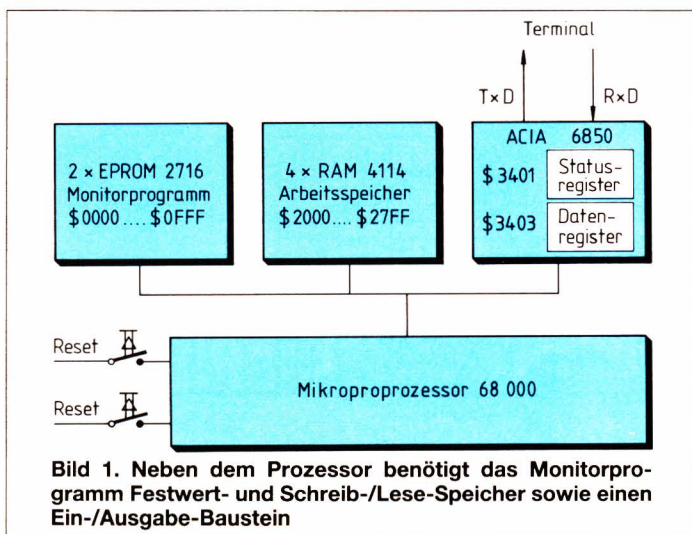 Terminal
T×D
R×D
2 × EPROM 2716
Monitorprogramm
$0000....$0FFF
4 × RAM 4114
Arbeitsspeicher
$2000....$27FF
ACIA 6850
$3401
Status-
register
$3403
Daten-
register
Reset
Reset
Mikroproprozessor 68 000
Bild 1. Neben dem Prozessor benötigt das Monitorpro-
gramm Festwert- und Schreib-/Lese-Speicher sowie einen
Ein-/Ausgabe-Baustein